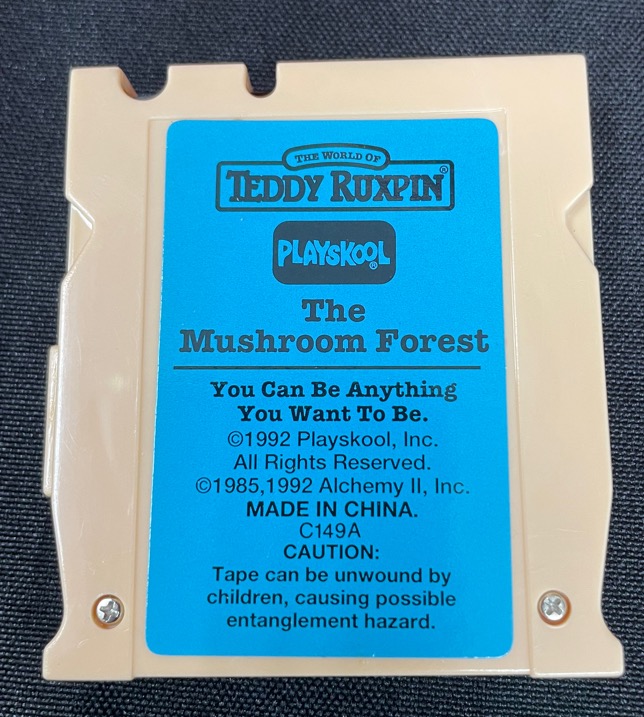 THE WORLD OF
TEDDY RUXPIN®
PLAYSKOOL®
The
Mushroom Forest
You Can Be Anything
You Want To Be.
©1992 Playskool, Inc.
All Rights Reserved.
©1985,1992 Alchemy II, Inc.
MADE IN CHINA.
C149A
CAUTION:
Tape can be unwound by
children, causing possible
entanglement hazard.